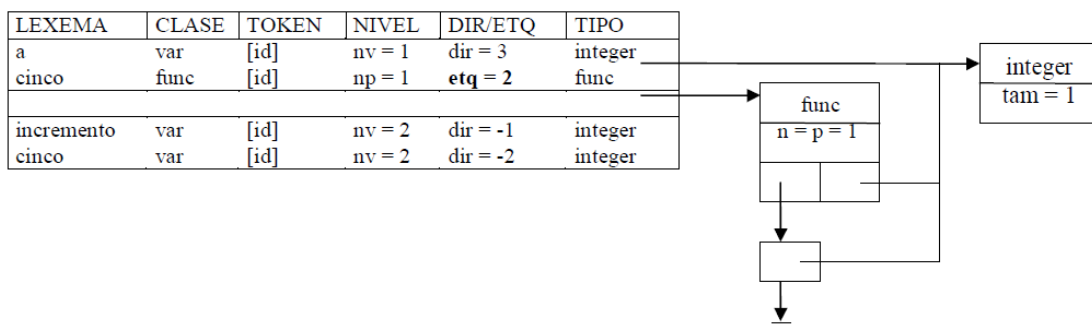 LEXEMA CLASE TOKEN NIVEL DIR/ETQ TIPO
a var [id] nv = 1 dir = 3 integer
cinco func [id] np = 1 etq = 2 func
incremento var [id] nv = 2 dir = -1 integer
cinco var [id] nv = 2 dir = -2 integer
integer
tam = 1
func
n = p = 1